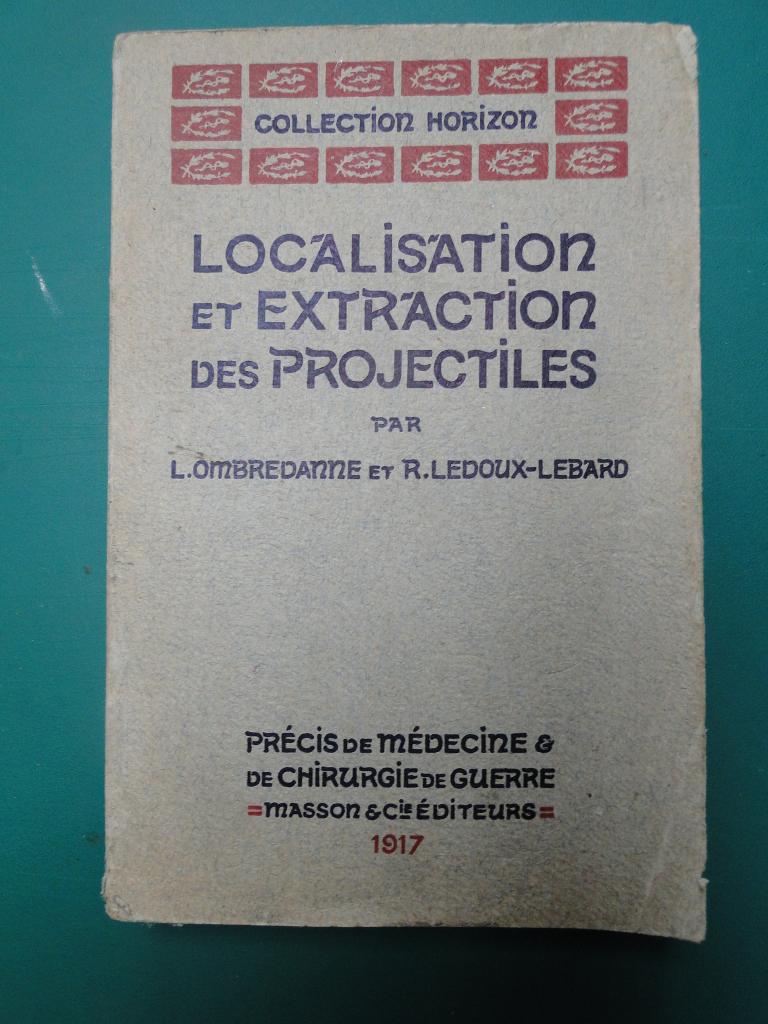 COLLECTION HORIZON
LOCALISATION
ET EXTRACTION
DES PROJECTILES
PAR
L. OMBREDANNE ET R. LEDOUX-LEBARD
PRÉCIS DE MÉDECINE &
DE CHIRURGIE DE GUERRE
= MASSON & CIE ÉDITEURS =
1917